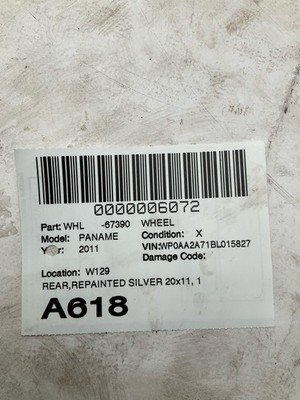 0000006072
Part: WHL -67390 WHEEL
Model: PANAME Condition: X
Year: 2011 VIN:WP0AA2A71BL015827
Damage Code:
Location: W129
REAR,REPAINTED SILVER 20x11, 1
A618